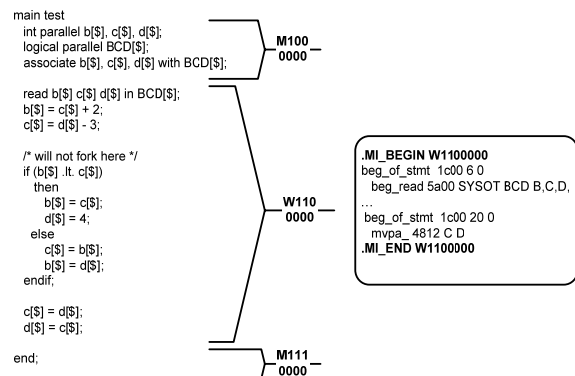 main test
int parallel b[$], c[$], d[$];
logical parallel BCD[$];
associate b[$], c[$], d[$] with BCD[$];
read b[$] c[$] d[$] in BCD[$];
b[$] = c[$] + 2;
c[$] = d[$] - 3;
/* will not fork here */
if (b[$] .lt. c[$])
then
b[$] = c[$];
d[$] = 4;
else
c[$] = b[$];
b[$] = d[$];
endif;
c[$] = d[$];
d[$] = c[$];
end;
M100
0000
W110
0000
M111
0000
.MI_BEGIN W1100000
beg_of_stmt 1c00 6 0
beg_read 5a00 SYSOT BCD B,C,D,
...
beg_of_stmt 1c00 20 0
mvpa_ 4812 C D
.MI_END W1100000